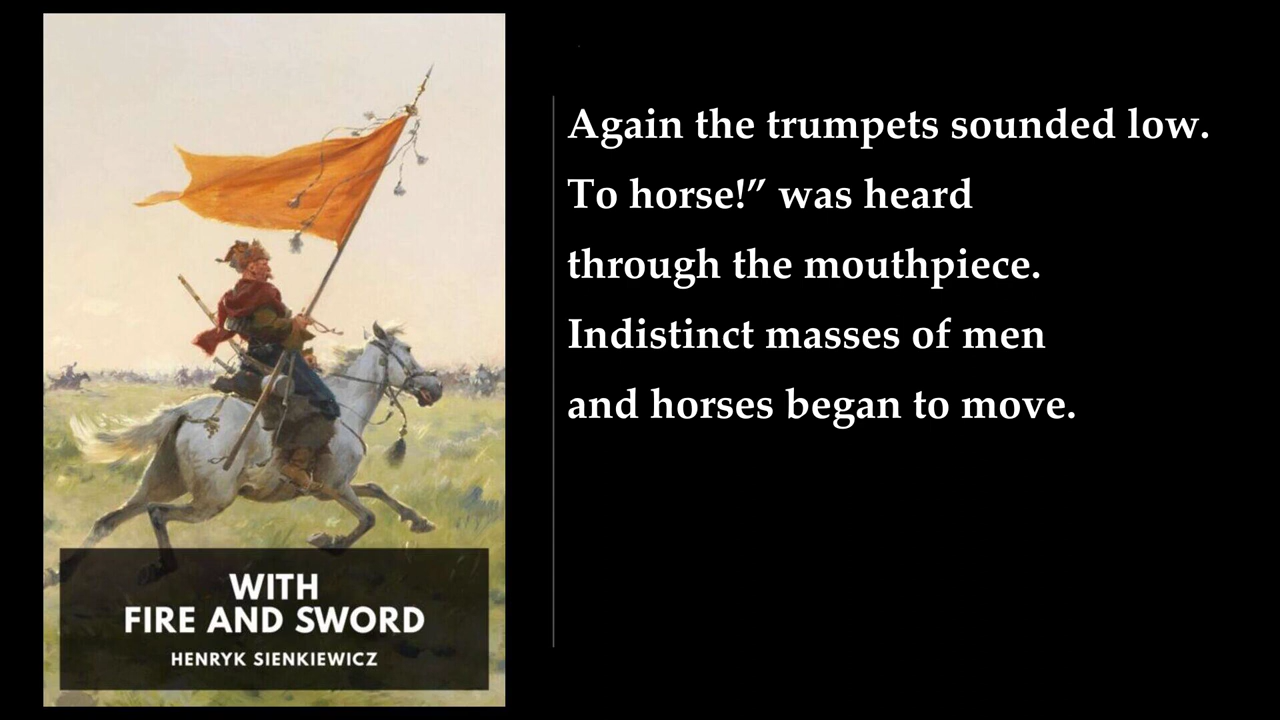 Again the trumpets sounded low.
To horse!” was heard
through the mouthpiece.
Indistinct masses of men
and horses began to move.
WITH
FIRE AND SWORD
HENRYK SIENKIEWICZ